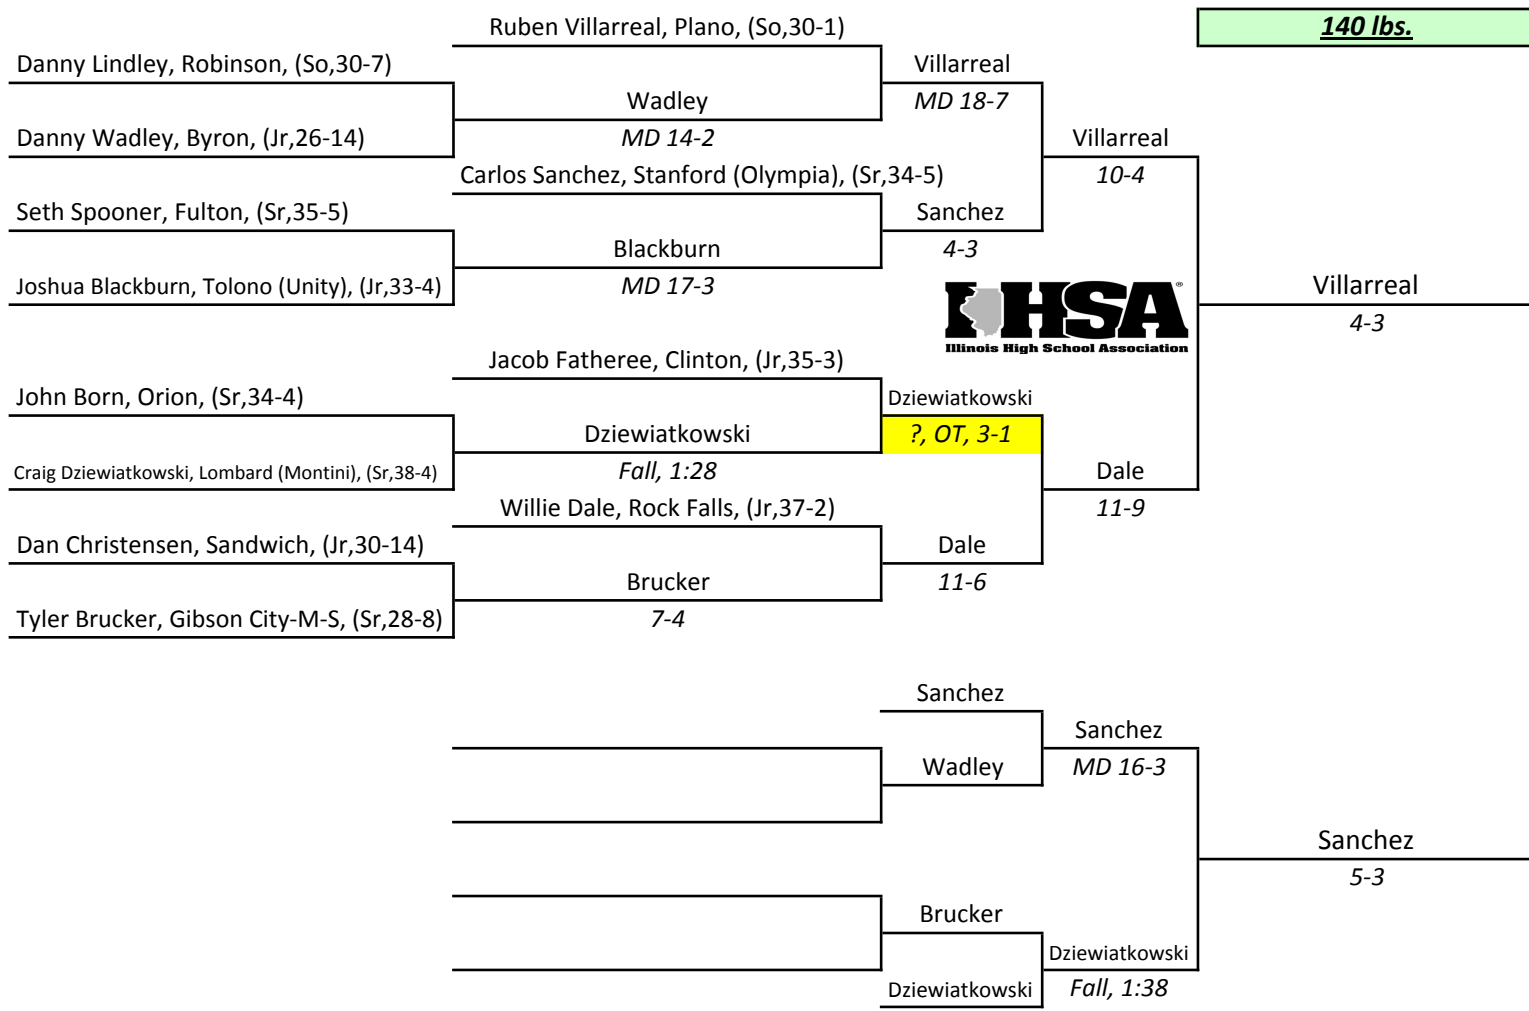 Ruben Villarreal, Plano, (So,30-1)
140 lbs.
Danny Lindley, Robinson, (So,30-7)
Villarreal
Wadley
MD 18-7
Danny Wadley, Byron, (Jr,26-14)
MD 14-2
Villarreal
Carlos Sanchez, Stanford (Olympia), (Sr,34-5)
10-4
Seth Spooner, Fulton, (Sr,35-5)
Sanchez
Blackburn
4-3
Joshua Blackburn, Tolono (Unity), (Jr,33-4)
MD 17-3
Villarreal
4-3
IHSA®
Illinois High School Association
Jacob Fatheree, Clinton, (Jr,35-3)
John Born, Orion, (Sr,34-4)
Dziewiatkowski
Dziewiatkowski
?, OT, 3-1
Craig Dziewiatkowski, Lombard (Montini), (Sr,38-4)
Fall, 1:28
Dale
Willie Dale, Rock Falls, (Jr,37-2)
11-9
Dan Christensen, Sandwich, (Jr,30-14)
Dale
Brucker
11-6
Tyler Brucker, Gibson City-M-S, (Sr,28-8)
7-4
Sanchez
Sanchez
Wadley
MD 16-3
Sanchez
5-3
Brucker
Dziewiatkowski
Dziewiatkowski
Fall, 1:38